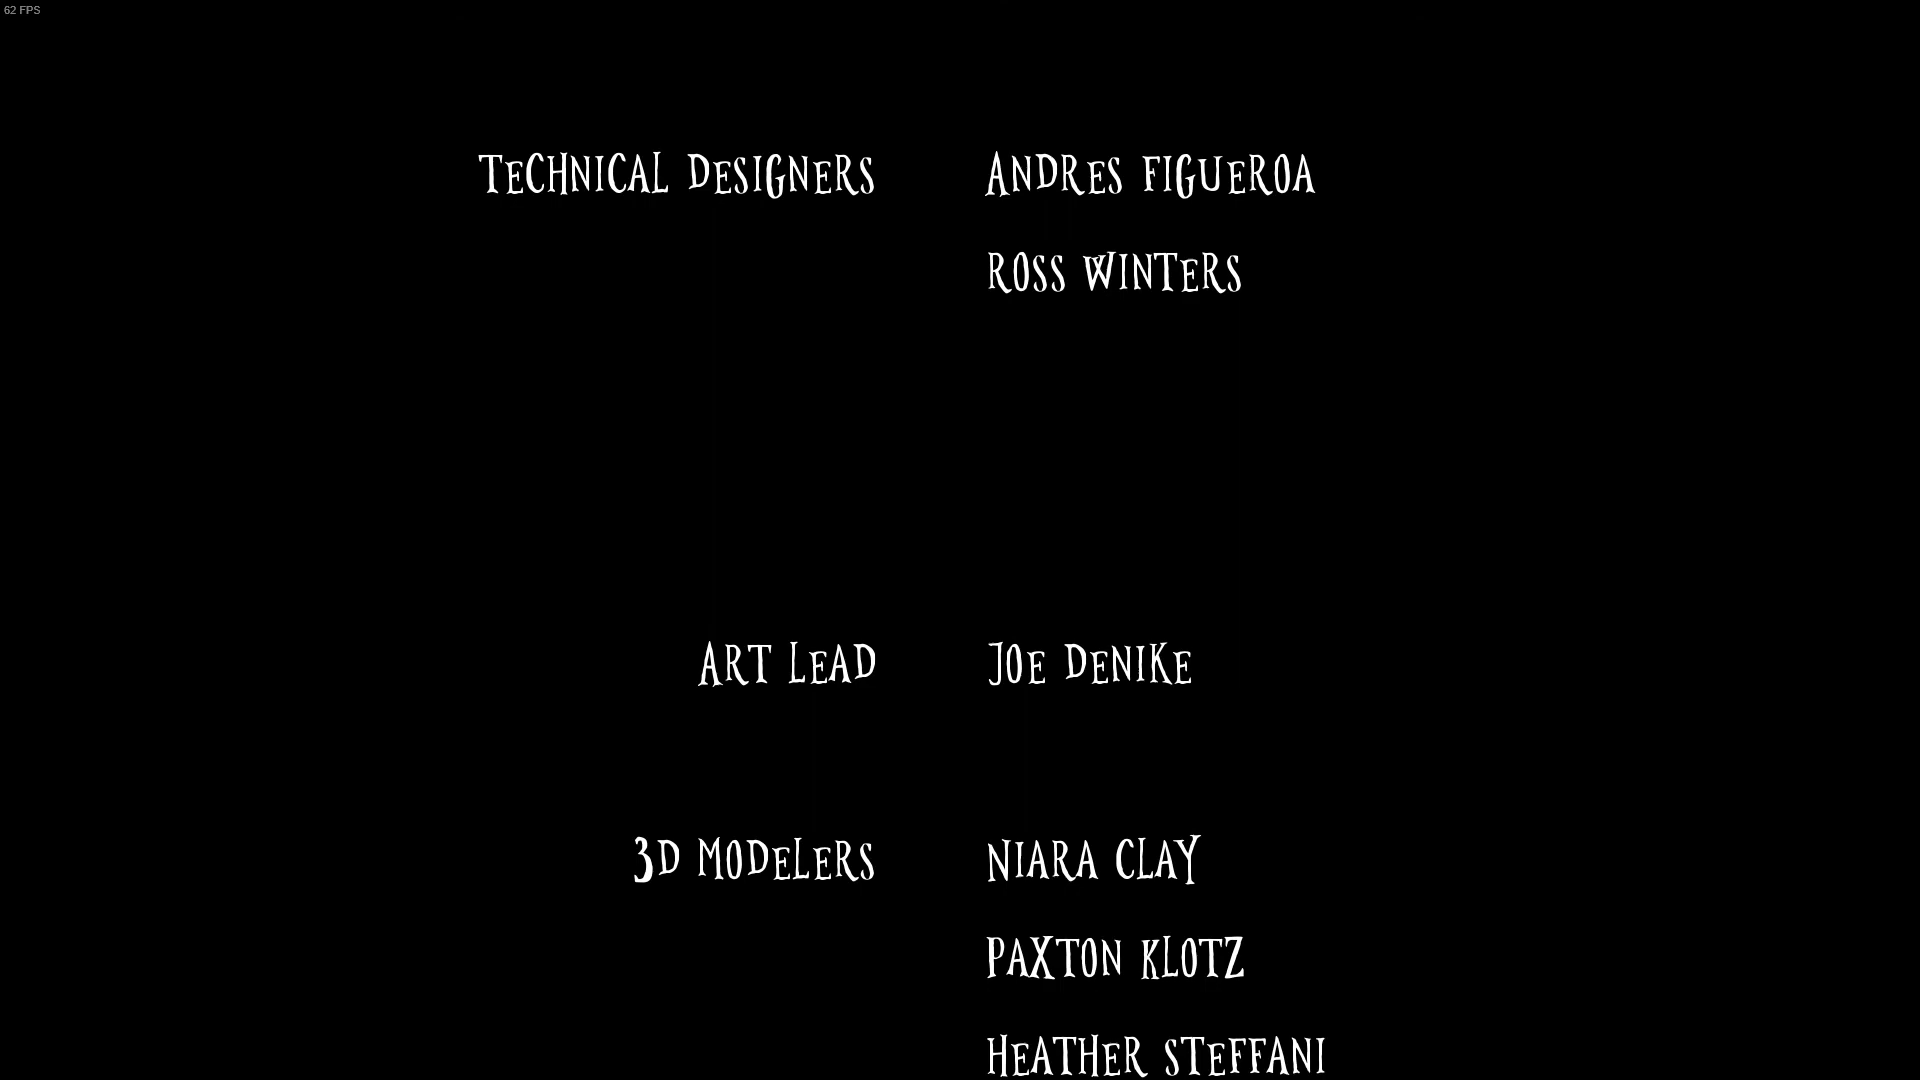 62 FPS
TECHNICAL DESIGNERS ANDRES FIGUEROA
ROSS WINTERS
ART LEAD JOE DENIKE
3D MODELERS NIARA CLAY
PAXTON KLOTZ
HEATHER STEFFANI